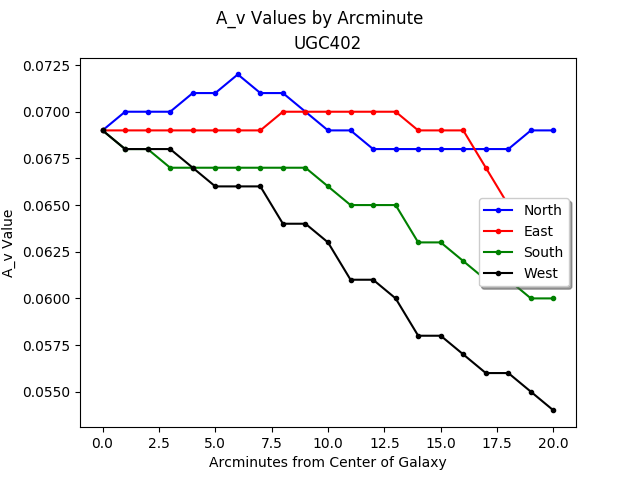 A_v Values by Arcminute
UGC402
0.0725
0.0700
0.0675
0.0650
0.0625
0.0600
0.0575
0.0550
A_v Value
North
East
South
West
0.0 2.5 5.0 7.5 10.0 12.5 15.0 17.5 20.0
Arcminutes from Center of Galaxy